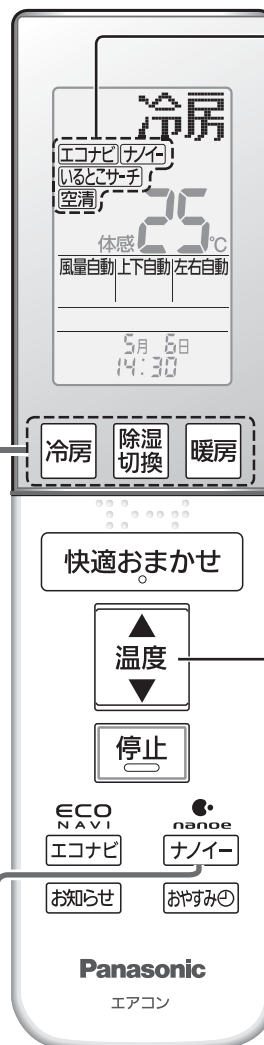 冷房
エコナビ ナノイー
いるとこサーチ
空清
体感 25℃
風量自動 上下自動 左右自動
5月 6日
14:30
冷房 除湿切換 暖房
快適おまかせ
▲
温度
▼
停止
ECO NAVI nanoe
エコナビ ナノイー
お知らせ おやすみ
Panasonic
エアコン